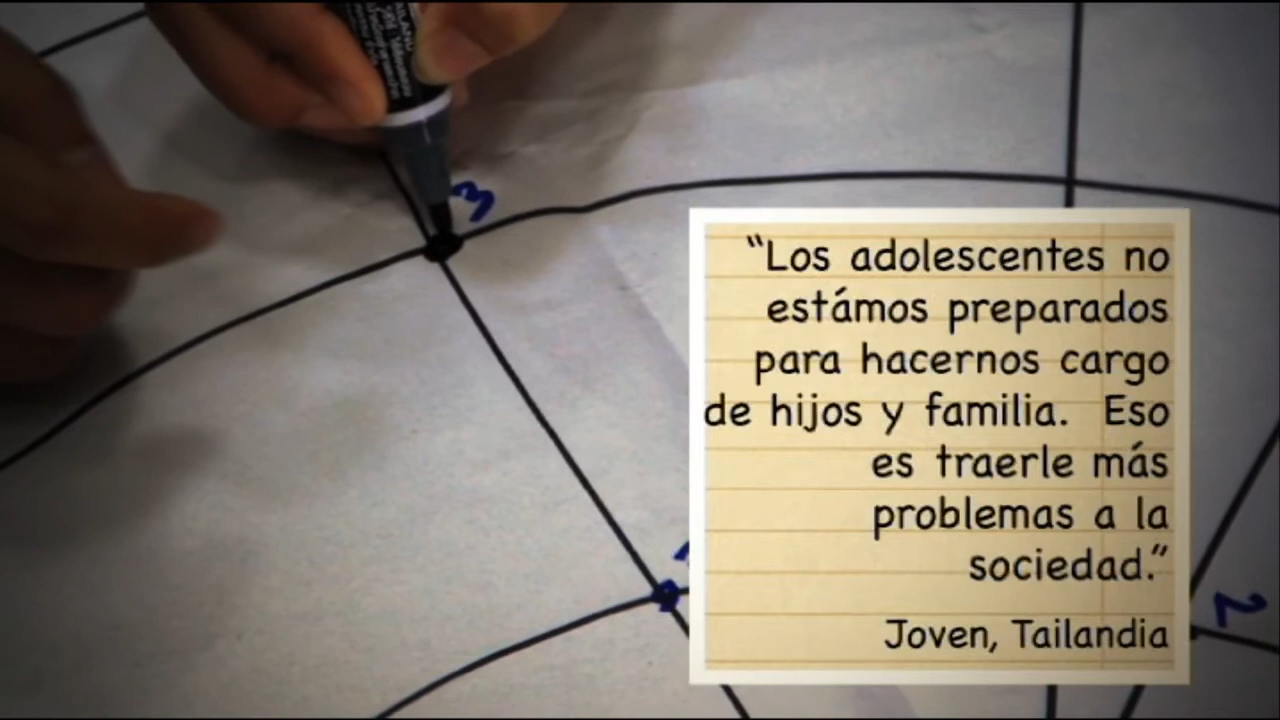 3
“Los adolescentes no
estámos preparados
para hacernos cargo
de hijos y familia. Eso
es traerle más
problemas a la
sociedad.”
Joven, Tailandia
2